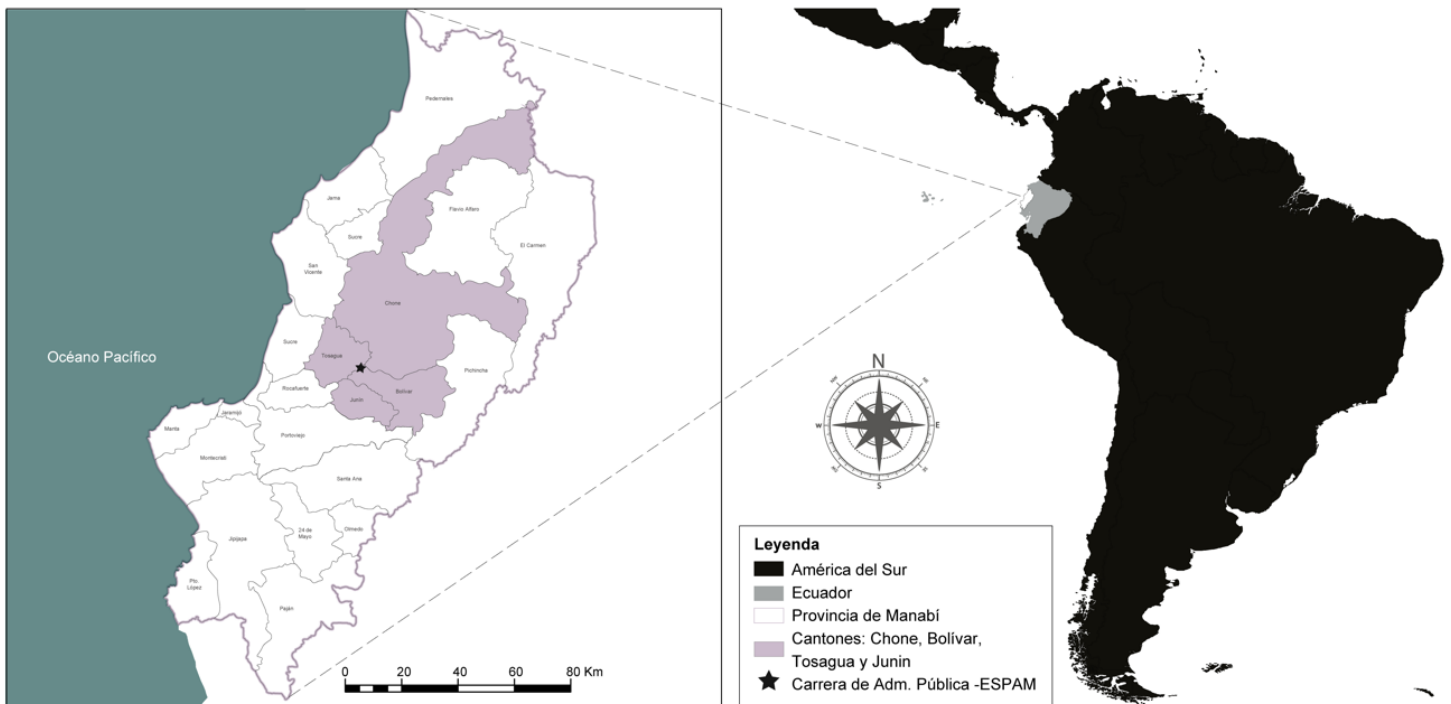 Pedernales
Jama
Flavio Alfaro
Sucre
El Carmen
San
Vicente
Chone
Océano Pacífico
Sucre
Tosagua
Pichincha
Rocafuerte
Bolívar
Junín
Jaramijó
Manta
Portoviejo
Montecristi
Santa Ana
24 de
Mayo
Olmedo
Jipijapa
Pto.
López
Paján
0 20 40 60 80 Km
N
W E
S
Leyenda
América del Sur
Ecuador
Provincia de Manabí
Cantones: Chone, Bolívar,
Tosagua y Junin
Carrera de Adm. Pública -ESPAM